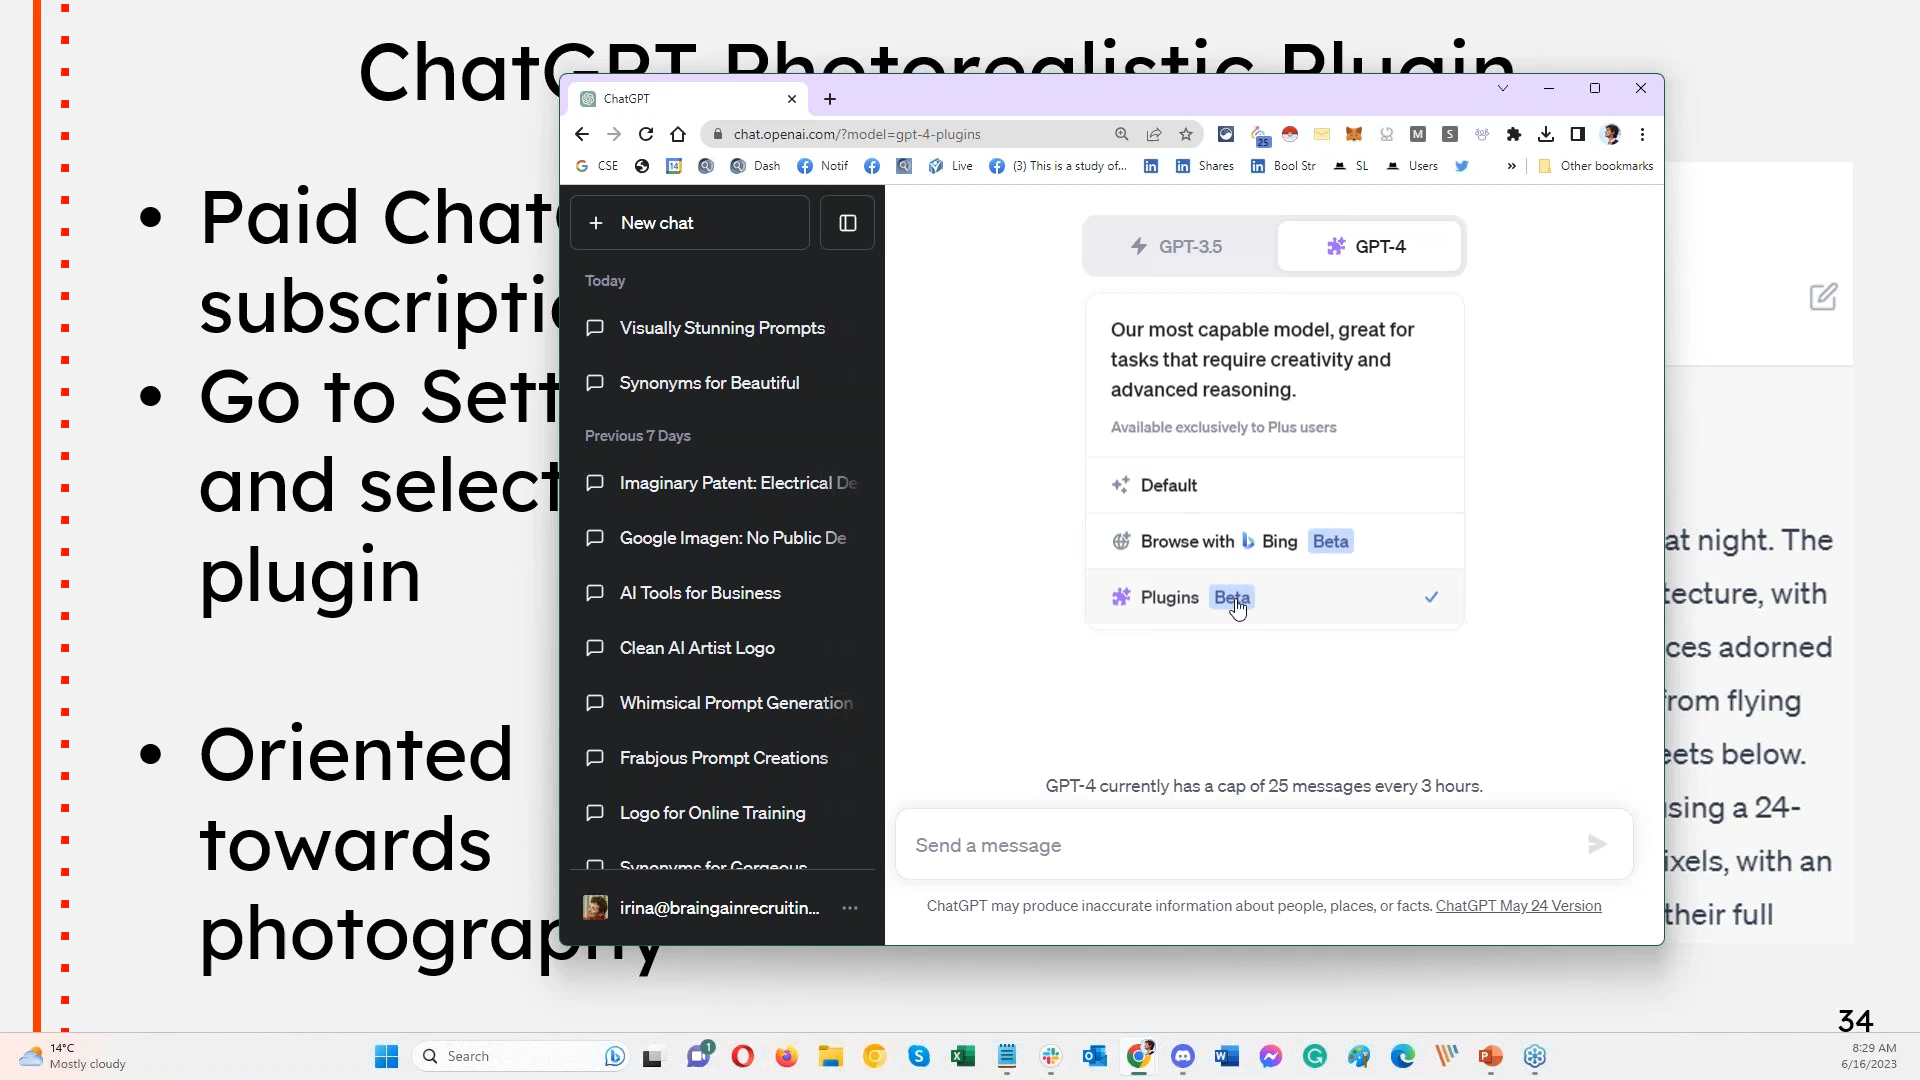 ChatGPT Photorealistic Plugin
• Paid Chat
subscripti
• Go to Sett
and select
plugin
• Oriented
towards
photography
ChatGPT
chat.openai.com/?model=gpt-4-plugins
25
M
S
CSE
14
Dash
Notif
Live
(3) This is a study of...
Shares
Bool Str
SL
Users
»
Other bookmarks
+ New chat
Today
Visually Stunning Prompts
Synonyms for Beautiful
Previous 7 Days
Imaginary Patent: Electrical De
Google Imagen: No Public De
AI Tools for Business
Clean AI Artist Logo
Whimsical Prompt Generation
Frabjous Prompt Creations
Logo for Online Training
Synonyms for Gorgeous
irina@braingainrecruitin...
GPT-3.5
GPT-4
Our most capable model, great for
tasks that require creativity and
advanced reasoning.
Available exclusively to Plus users
Default
Browse with Bing Beta
Plugins Beta
GPT-4 currently has a cap of 25 messages every 3 hours.
Send a message
ChatGPT may produce inaccurate information about people, places, or facts. ChatGPT May 24 Version
at night. The
tecture, with
ces adorned
from flying
eets below.
sing a 24-
ixels, with an
their full
34
14°C
Mostly cloudy
Search
1
8:29 AM
6/16/2023